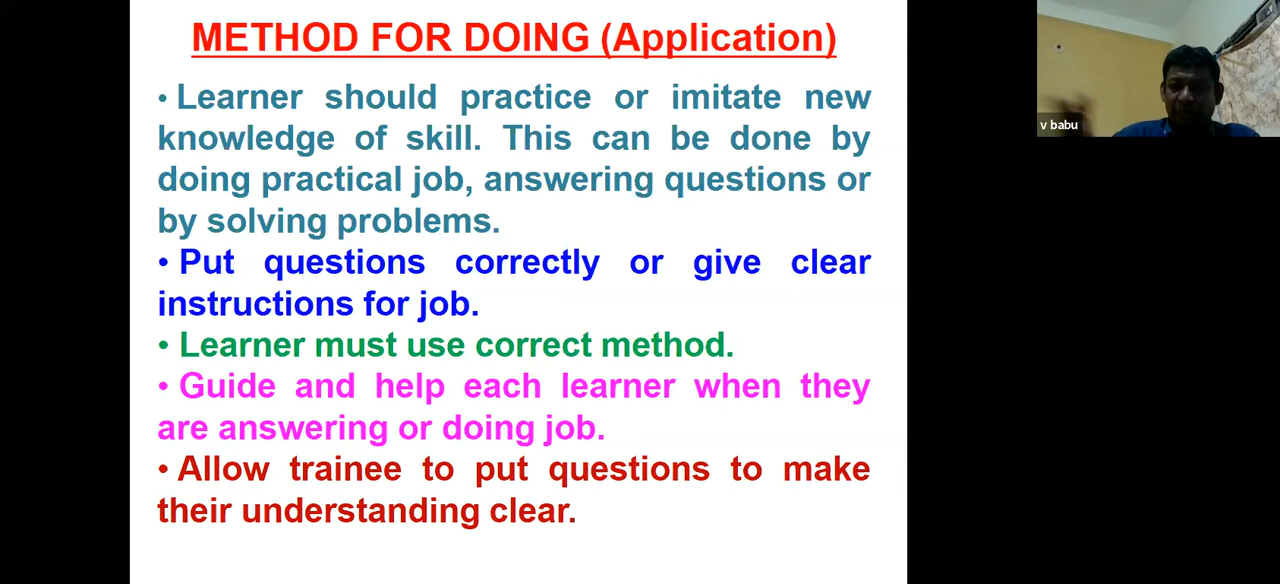 METHOD FOR DOING (Application)
• Learner should practice or imitate new
knowledge of skill. This can be done by
doing practical job, answering questions or
by solving problems.
• Put questions correctly or give clear
instructions for job.
• Learner must use correct method.
• Guide and help each learner when they
are answering or doing job.
• Allow trainee to put questions to make
their understanding clear.
v babu